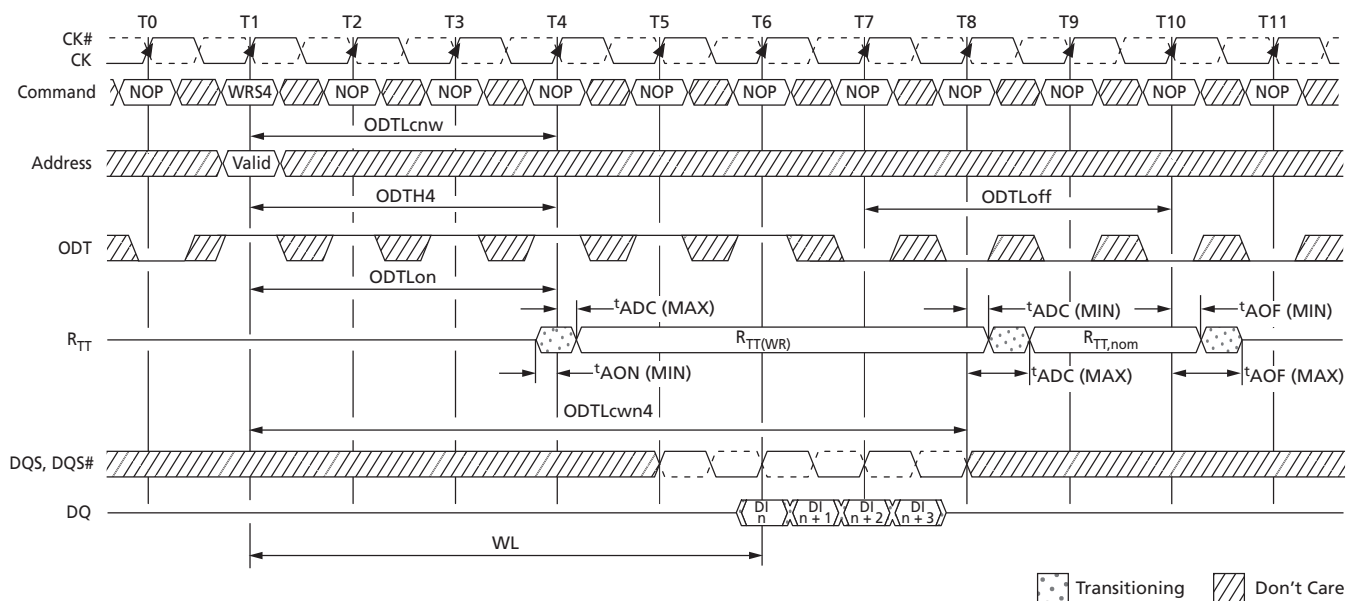 T0 T1 T2 T3 T4 T5 T6 T7 T8 T9 T10 T11
CK#
CK
Command NOP WRS4 NOP NOP NOP NOP NOP NOP NOP NOP NOP NOP
ODTLcnw
Address Valid
ODTH4 ODTLoff
ODT
ODTLon
tADC (MAX) tADC (MIN) tAOF (MIN)
RTT RTT(WR) RTT,nom
tAON (MIN) tADC (MAX) tAOF (MAX)
ODTLcwn4
DQS, DQS#
DQ DI n DI n + 1 DI n + 2 DI n + 3
WL
Transitioning Don't Care